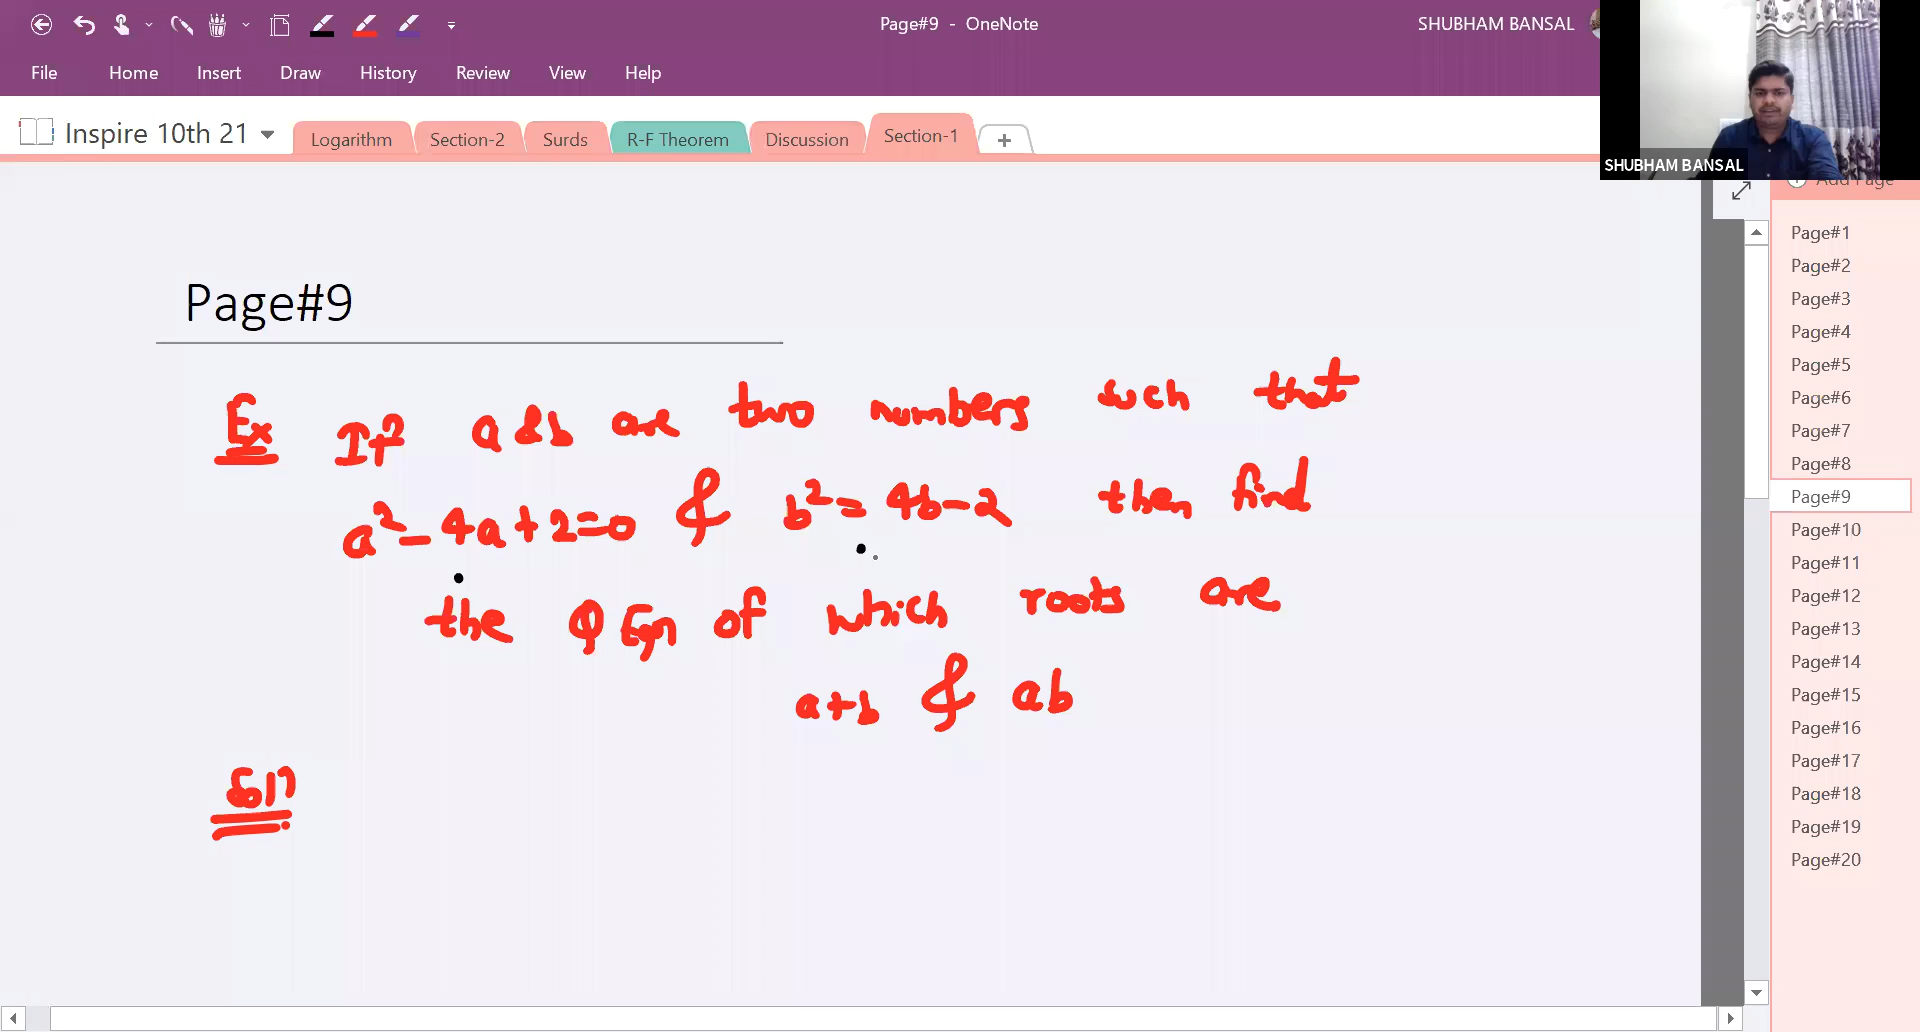 Page#9 - OneNote
SHUBHAM BANSAL
File Home Insert Draw History Review View Help
Inspire 10th 21
Logarithm Section-2 Surds R-F Theorem Discussion Section-1 +
SHUBHAM BANSAL
Add Page
Page#1
Page#2
Page#3
Page#4
Page#5
Page#6
Page#7
Page#8
Page#9
Page#10
Page#11
Page#12
Page#13
Page#14
Page#15
Page#16
Page#17
Page#18
Page#19
Page#20
Page#9
Ex If a & b are two numbers such that
a² - 4a + 2 = 0 & b² = 4b - 2 then find
the Q Eqn of which roots are
a+b & ab
Soln